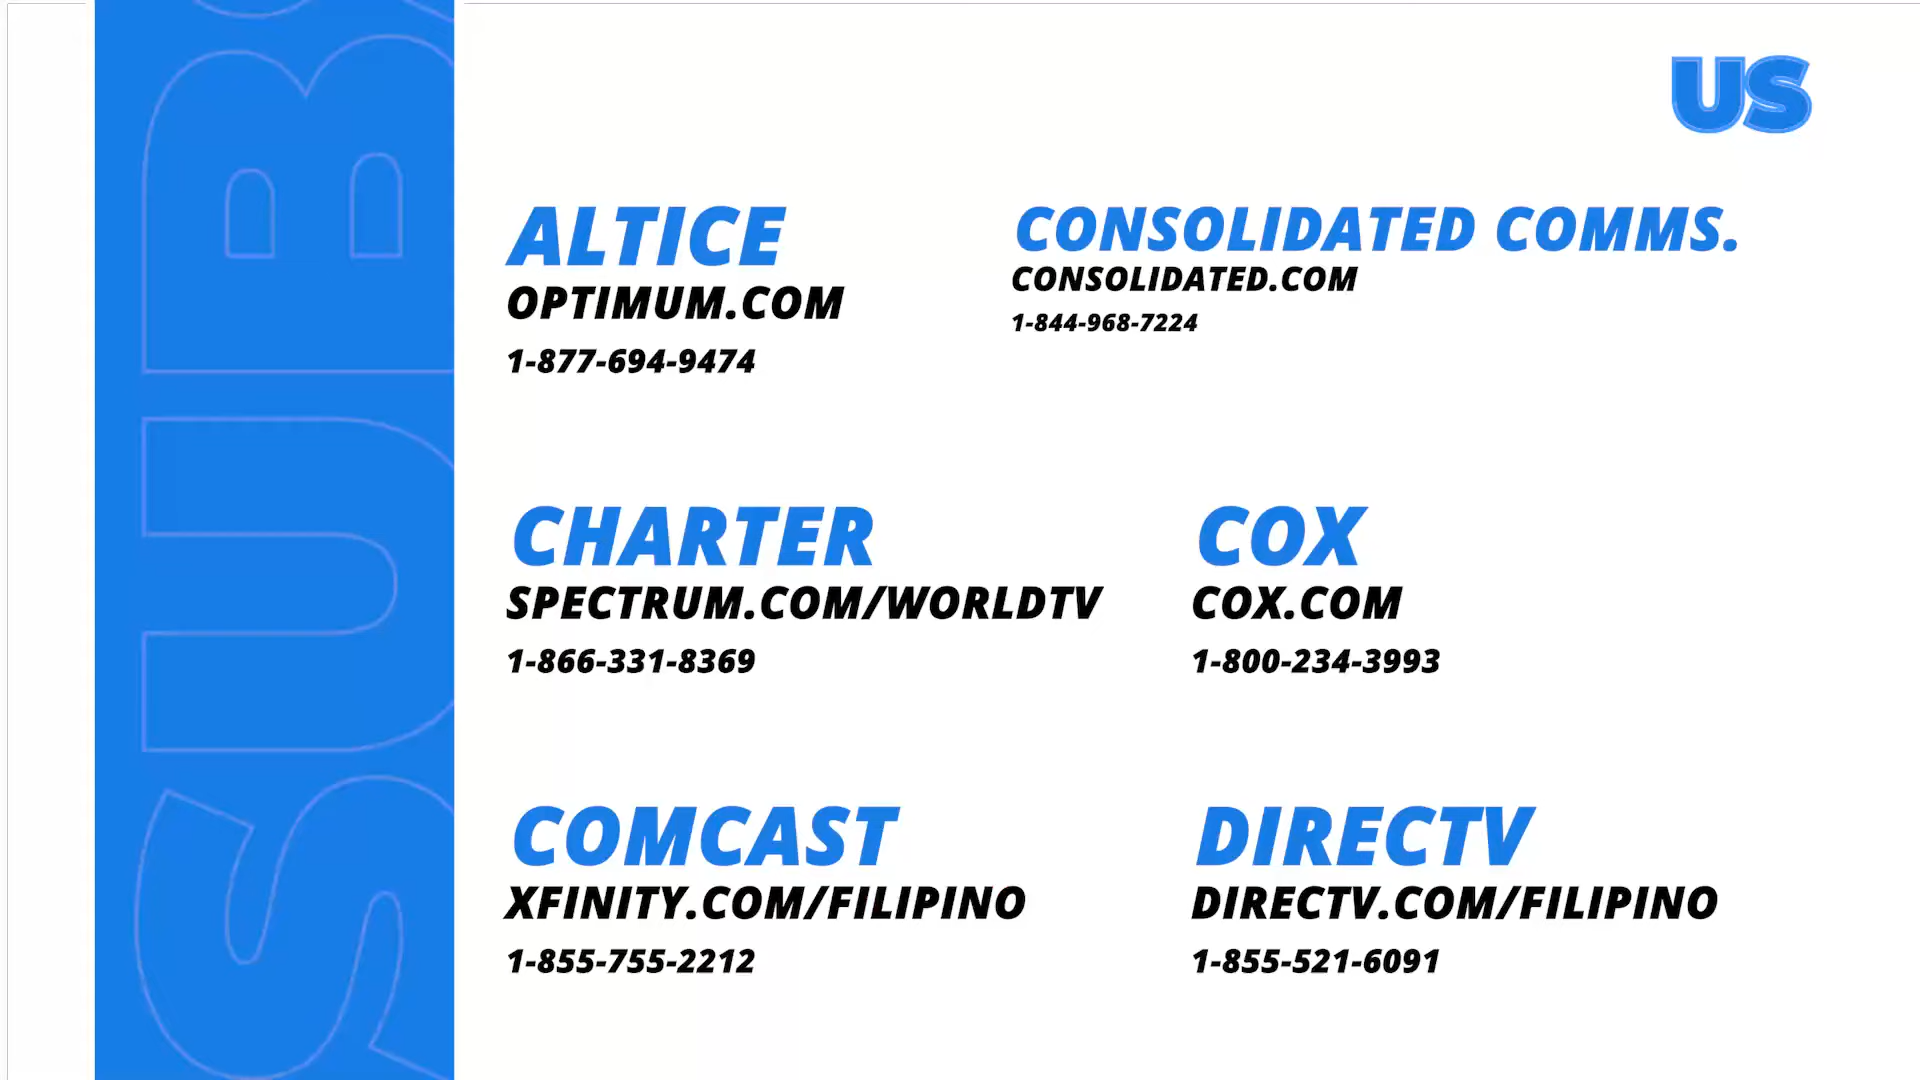 US
ALTICE
OPTIMUM.COM
1-877-694-9474
CONSOLIDATED COMMS.
CONSOLIDATED.COM
1-844-968-7224
CHARTER
SPECTRUM.COM/WORLDTV
1-866-331-8369
COX
COX.COM
1-800-234-3993
COMCAST
XFINITY.COM/FILIPINO
1-855-755-2212
DIRECTV
DIRECTV.COM/FILIPINO
1-855-521-6091
SUB